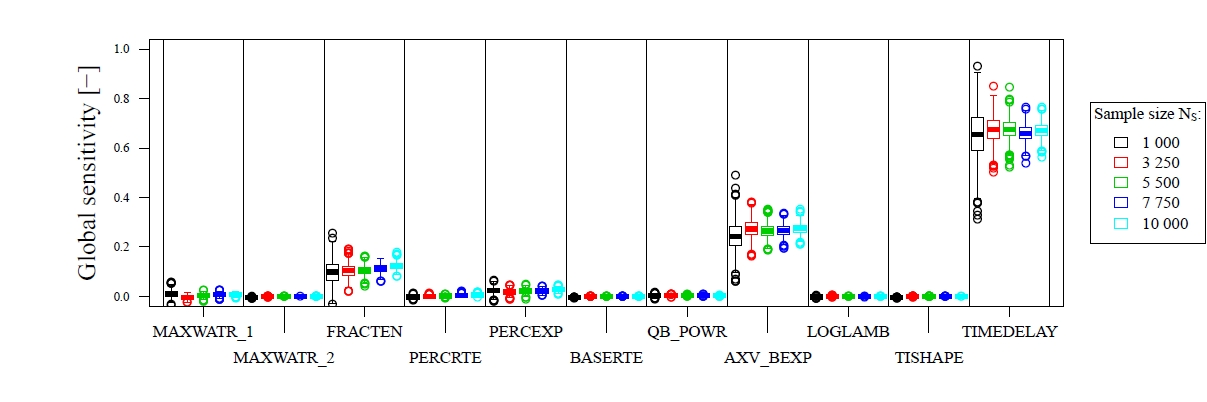 Global sensitivity [−]
1.0
0.8
0.6
0.4
0.2
0.0
MAXWATR_1 FRACTEN PERCEXP QB_POWR LOGLAMB TIMEDELAY
MAXWATR_2 PERCRTE BASERTE AXV_BEXP TISHAPE
Sample size NS:
1 000
3 250
5 500
7 750
10 000